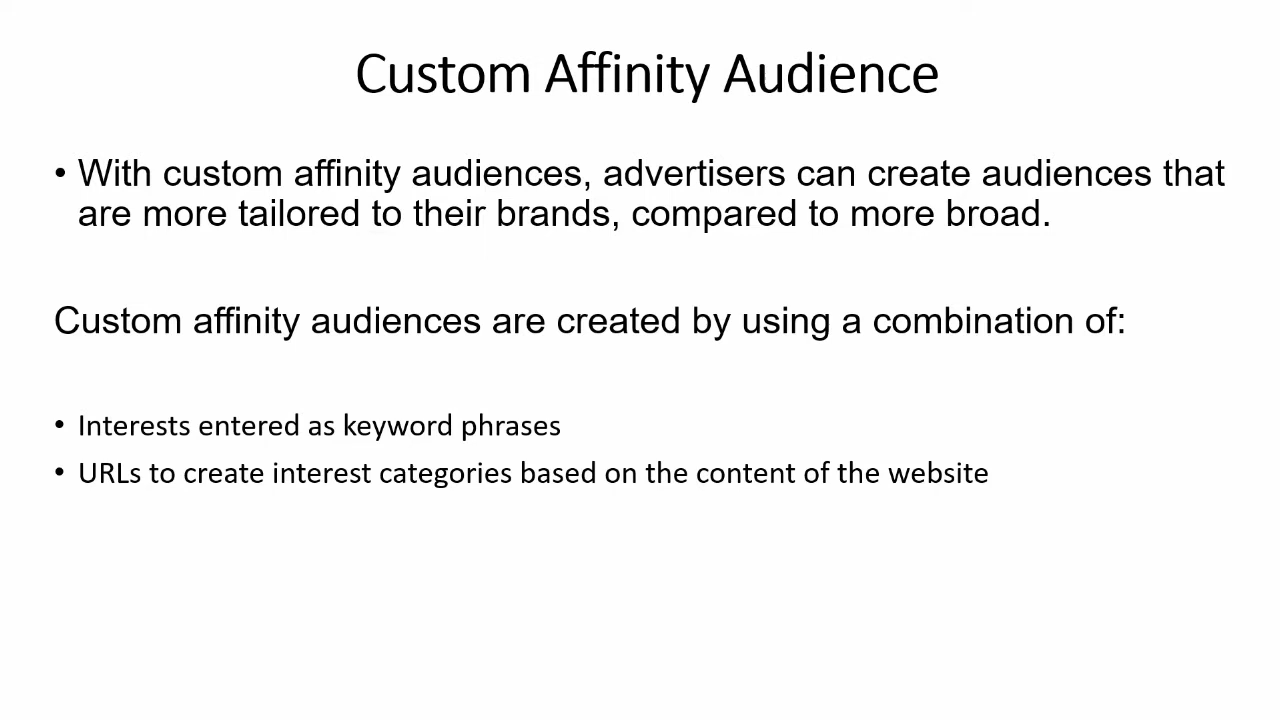 Custom Affinity Audience
• With custom affinity audiences, advertisers can create audiences that
are more tailored to their brands, compared to more broad.
Custom affinity audiences are created by using a combination of:
• Interests entered as keyword phrases
• URLs to create interest categories based on the content of the website